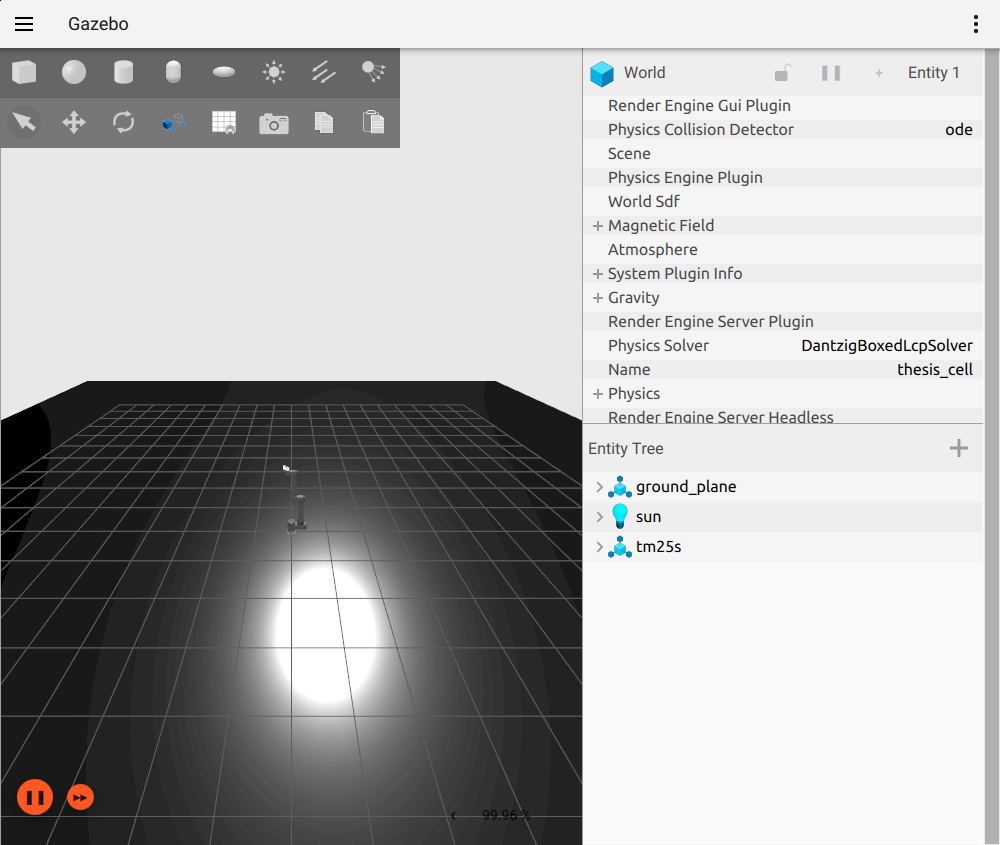 Gazebo
World
+
Entity 1
Render Engine Gui Plugin
Physics Collision Detector ode
Scene
Physics Engine Plugin
World Sdf
+ Magnetic Field
Atmosphere
+ System Plugin Info
+ Gravity
Render Engine Server Plugin
Physics Solver DantzigBoxedLcpSolver
Name thesis_cell
+ Physics
Render Engine Server Headless
Entity Tree +
ground_plane
sun
tm25s
99.96 %